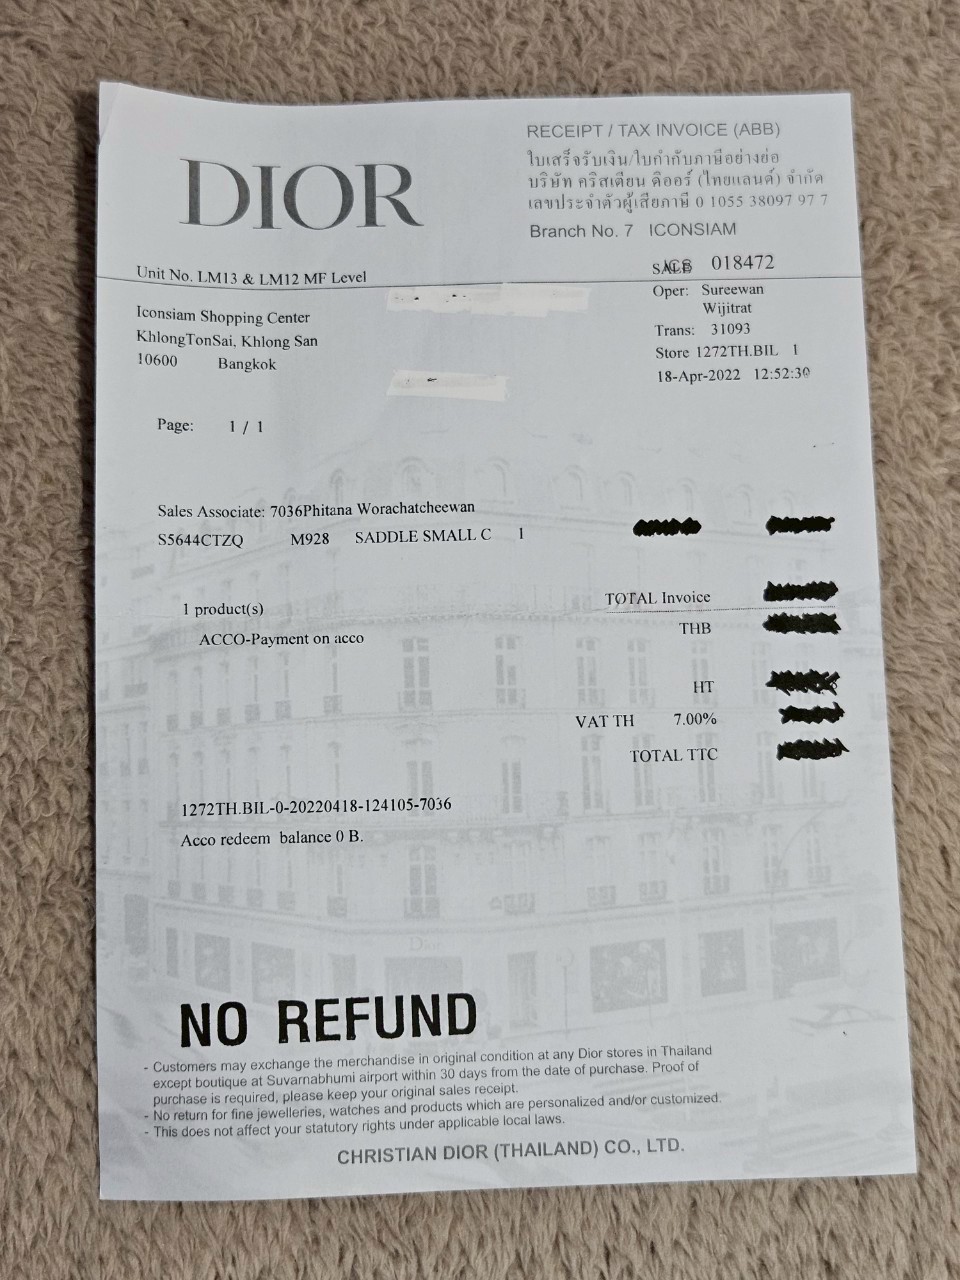 RECEIPT / TAX INVOICE (ABB)
ใบเสร็จรับเงิน/ใบกำกับภาษีอย่างย่อ
บริษัท คริสเตียน ดิออร์ (ไทยแลนด์) จำกัด
เลขประจำตัวผู้เสียภาษี 0 1055 38097 97 7
Branch No. 7 ICONSIAM
DIOR
Unit No. LM13 & LM12 MF Level
Iconsiam Shopping Center
KhlongTonSai, Khlong San
10600 Bangkok
018472
Oper: Sureewan
Wijitrat
Trans: 31093
Store 1272TH.BIL 1
18-Apr-2022 12:52:30
Page: 1 / 1
Sales Associate: 7036Phitana Worachatcheewan
S5644CTZQ M928 SADDLE SMALL C 1
1 product(s) TOTAL Invoice
ACCO-Payment on acco THB
HT
VAT TH 7.00%
TOTAL TTC
1272TH.BIL-0-20220418-124105-7036
Acco redeem balance 0 B.
Dior
NO REFUND
- Customers may exchange the merchandise in original condition at any Dior stores in Thailand
except boutique at Suvarnabhumi airport within 30 days from the date of purchase. Proof of
purchase is required, please keep your original sales receipt.
- No return for fine jewelleries, watches and products which are personalized and/or customized.
- This does not affect your statutory rights under applicable local laws.
CHRISTIAN DIOR (THAILAND) CO., LTD.